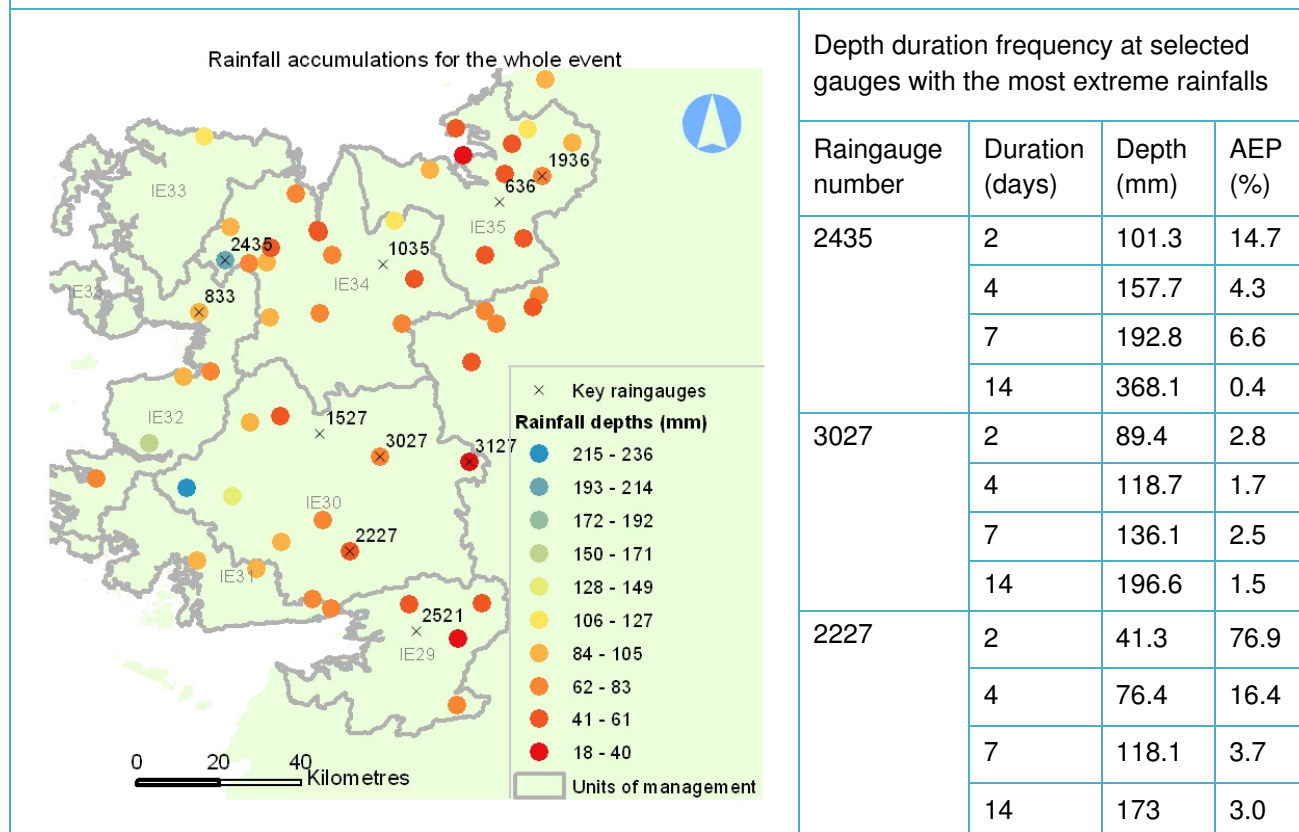 Rainfall accumulations for the whole event
1936
636
IE33
IE35
2435
1035
IE34
IE33
833
IE32
1527
3027
3127
IE30
2227
IE31
2521
IE29
Key raingauges
Rainfall depths (mm)
215 - 236
193 - 214
172 - 192
150 - 171
128 - 149
106 - 127
84 - 105
62 - 83
41 - 61
18 - 40
Units of management
0 20 40
Kilometres
Depth duration frequency at selected
gauges with the most extreme rainfalls
Raingauge Duration Depth AEP
number (days) (mm) (%)
2435 2 101.3 14.7
4 157.7 4.3
7 192.8 6.6
14 368.1 0.4
3027 2 89.4 2.8
4 118.7 1.7
7 136.1 2.5
14 196.6 1.5
2227 2 41.3 76.9
4 76.4 16.4
7 118.1 3.7
14 173 3.0